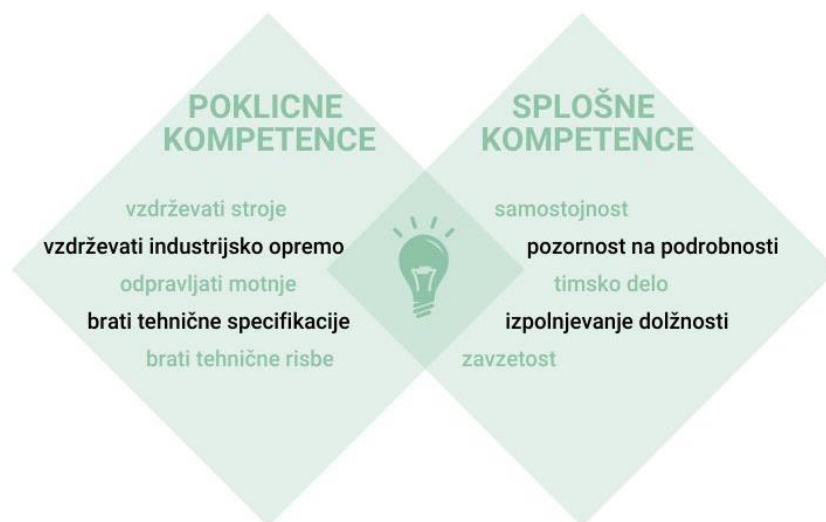 POKLICNE
KOMPETENCE
vzdrževati stroje
vzdrževati industrijsko opremo
odpravljati motnje
brati tehnične specifikacije
brati tehnične risbe
SPLOŠNE
KOMPETENCE
samostojnost
pozornost na podrobnosti
timsko delo
izpolnjevanje dolžnosti
zavzetost